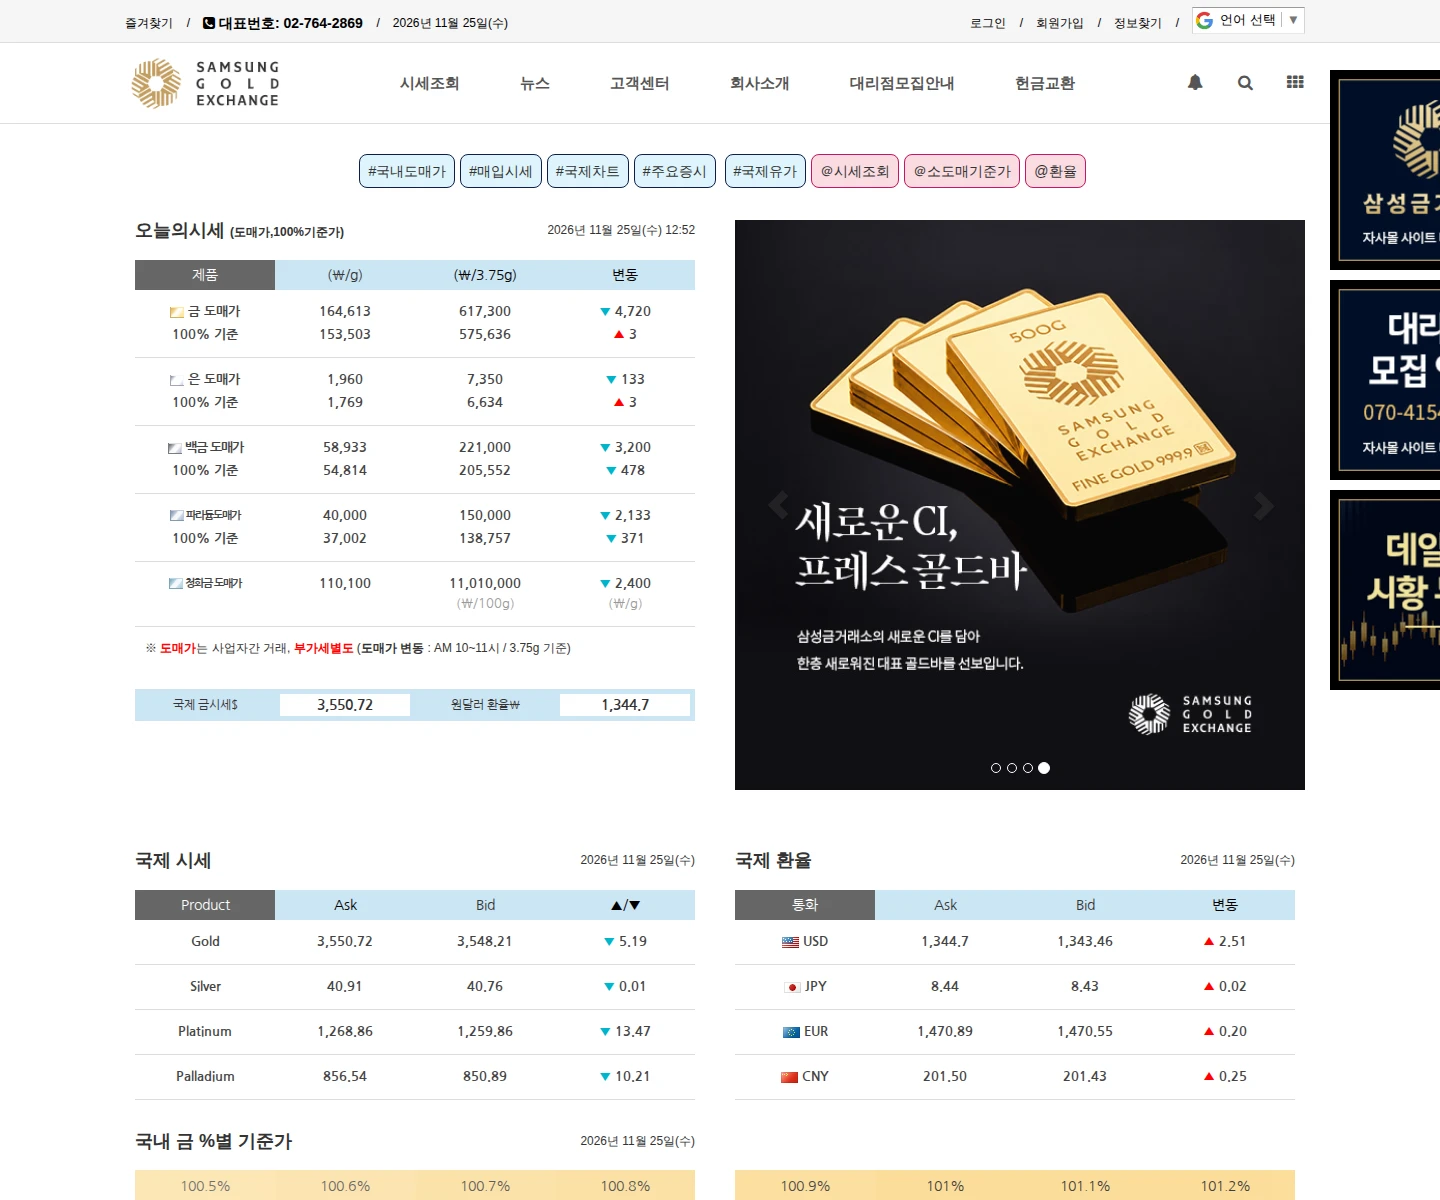 즐겨찾기 / 대표번호: 02-764-2869 / 2026년 11월 25일(수)
로그인 / 회원가입 / 정보찾기 / 언어 선택 ▼
SAMSUNG
GOLD
EXCHANGE
시세조회 뉴스 고객센터 회사소개 대리점모집안내 헌금교환
#국내도매가 #매입시세 #국제차트 #주요증시 #국제유가 @시세조회 @소도매기준가 @환율
오늘의시세 (도매가,100%기준가) 2026년 11월 25일(수) 12:52
제품 (₩/g) (₩/3.75g) 변동
금 도매가 164,613 617,300 ▼ 4,720
100% 기준 153,503 575,636 ▲ 3
은 도매가 1,960 7,350 ▼ 133
100% 기준 1,769 6,634 ▲ 3
백금 도매가 58,933 221,000 ▼ 3,200
100% 기준 54,814 205,552 ▼ 478
파라듐도매가 40,000 150,000 ▼ 2,133
100% 기준 37,002 138,757 ▼ 371
청화금도매가 110,100 11,010,000 ▼ 2,400
(₩/100g) (₩/g)
※ 도매가는 사업자간 거래, 부가세별도 (도매가 변동 : AM 10~11시 / 3.75g 기준)
국제 금시세$ 3,550.72 원달러 환율₩ 1,344.7
500G
SAMSUNG
GOLD
EXCHANGE
FINE GOLD 999.9
새로운 CI,
프레스 골드바
삼성금거래소의 새로운 CI를 담아
한층 새로워진 대표 골드바를 선보입니다.
SAMSUNG
GOLD
EXCHANGE
삼성금
자사몰 사이트
대리
모집
070-4154
자사몰 사이트
데일
시황
국제 시세 2026년 11월 25일(수)
Product Ask Bid ▲/▼
Gold 3,550.72 3,548.21 ▼ 5.19
Silver 40.91 40.76 ▼ 0.01
Platinum 1,268.86 1,259.86 ▼ 13.47
Palladium 856.54 850.89 ▼ 10.21
국제 환율 2026년 11월 25일(수)
통화 Ask Bid 변동
USD 1,344.7 1,343.46 ▲ 2.51
JPY 8.44 8.43 ▲ 0.02
EUR 1,470.89 1,470.55 ▲ 0.20
CNY 201.50 201.43 ▲ 0.25
국내 금 %별 기준가 2026년 11월 25일(수)
100.5% 100.6% 100.7% 100.8%
100.9% 101% 101.1% 101.2%